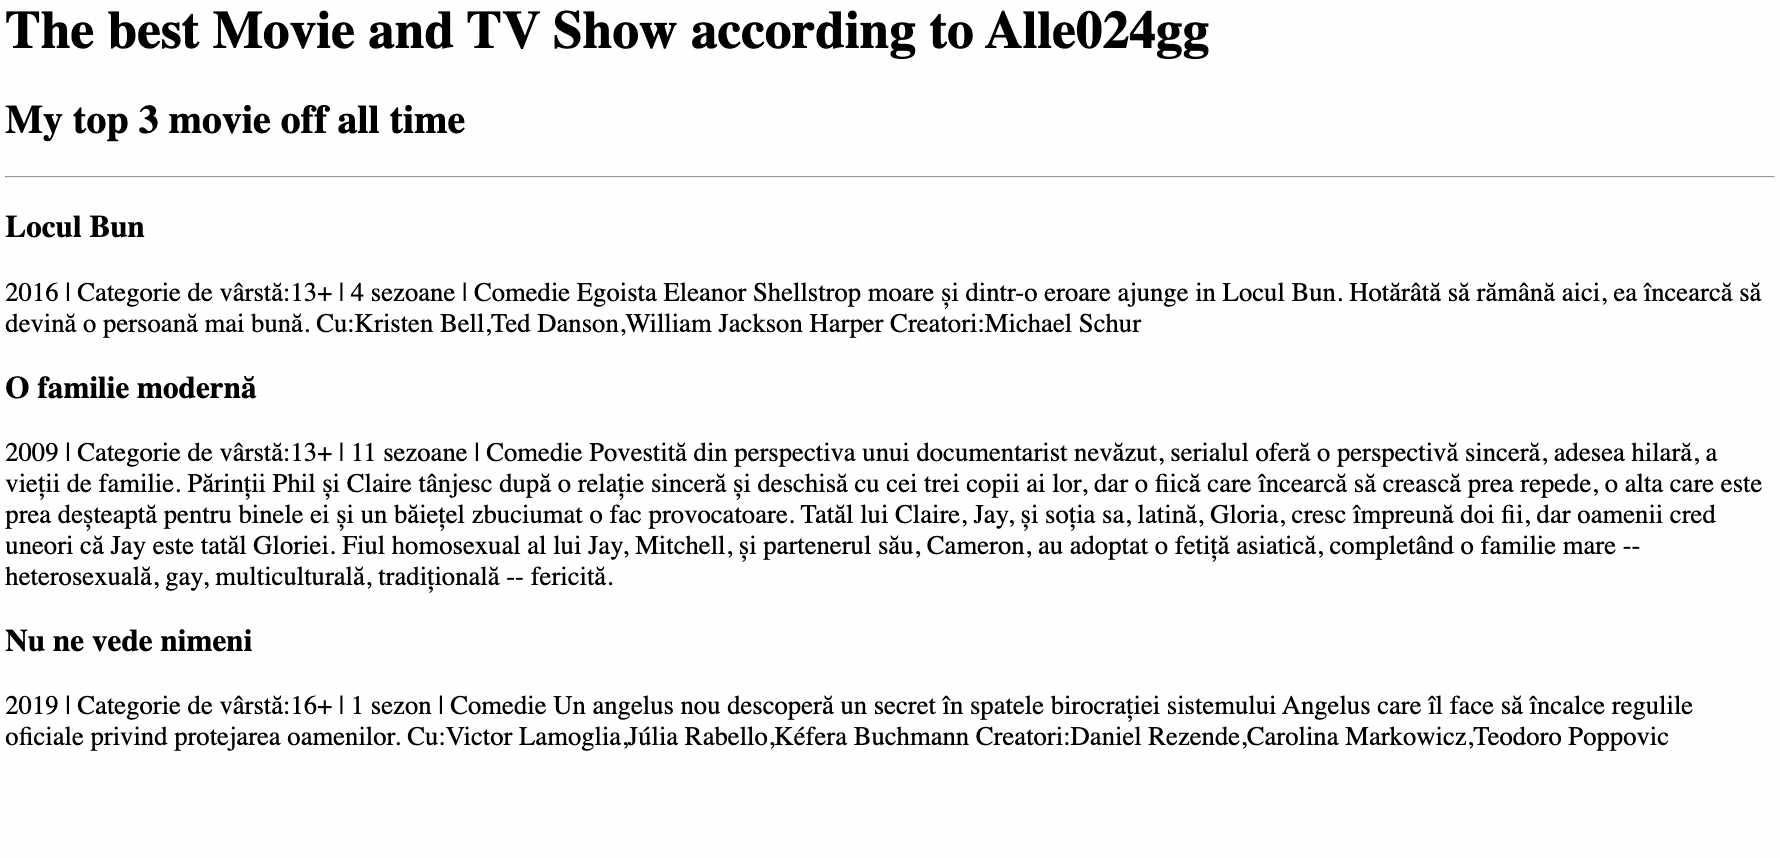 The best Movie and TV Show according to Alle024gg
My top 3 movie off all time
Locul Bun
2016 | Categorie de vârstă:13+ | 4 sezoane | Comedie Egoista Eleanor Shellstrop moare și dintr-o eroare ajunge in Locul Bun. Hotărâtă să rămână aici, ea încearcă să
devină o persoană mai bună. Cu:Kristen Bell,Ted Danson,William Jackson Harper Creatori:Michael Schur
O familie modernă
2009 | Categorie de vârstă:13+ | 11 sezoane | Comedie Povestită din perspectiva unui documentarist nevăzut, serialul oferă o perspectivă sinceră, adesea hilară, a
vieții de familie. Părinții Phil și Claire tânjesc după o relație sinceră și deschisă cu cei trei copii ai lor, dar o fiică care încearcă să crească prea repede, o alta care este
prea deșteaptă pentru binele ei și un băiețel zbuciumat o fac provocatoare. Tatăl lui Claire, Jay, și soția sa, latină, Gloria, cresc împreună doi fii, dar oamenii cred
uneori că Jay este tatăl Gloriei. Fiul homosexual al lui Jay, Mitchell, și partenerul său, Cameron, au adoptat o fetiță asiatică, completând o familie mare --
heterosexuală, gay, multiculturală, tradițională -- fericită.
Nu ne vede nimeni
2019 | Categorie de vârstă:16+ | 1 sezon | Comedie Un angelus nou descoperă un secret în spatele birocrației sistemului Angelus care îl face să încalce regulile
oficiale privind protejarea oamenilor. Cu:Victor Lamoglia,Júlia Rabello,Kéfera Buchmann Creatori:Daniel Rezende,Carolina Markowicz,Teodoro Poppovic